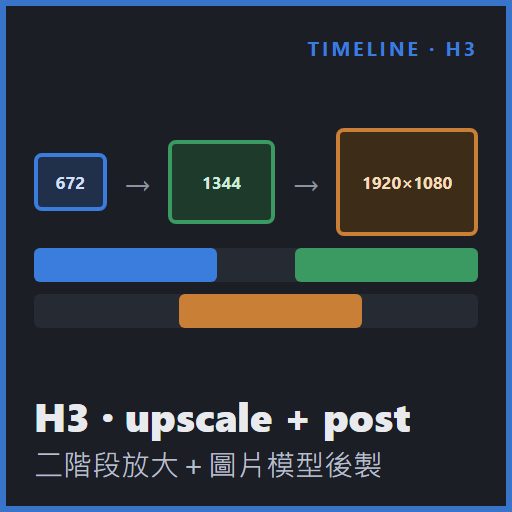 TIMELINE · H3
672 → 1344 → 1920×1080
H3 · upscale + post
二階段放大 + 圖片模型後製